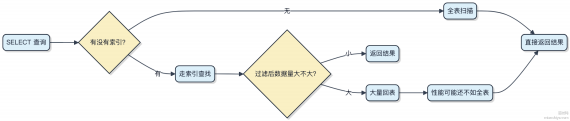 SELECT 查询
有没有索引?
无
全表扫描
有
走索引查找
过滤后数据量大不大?
小
返回结果
大
大量回表
性能可能还不如全表
直接返回结果